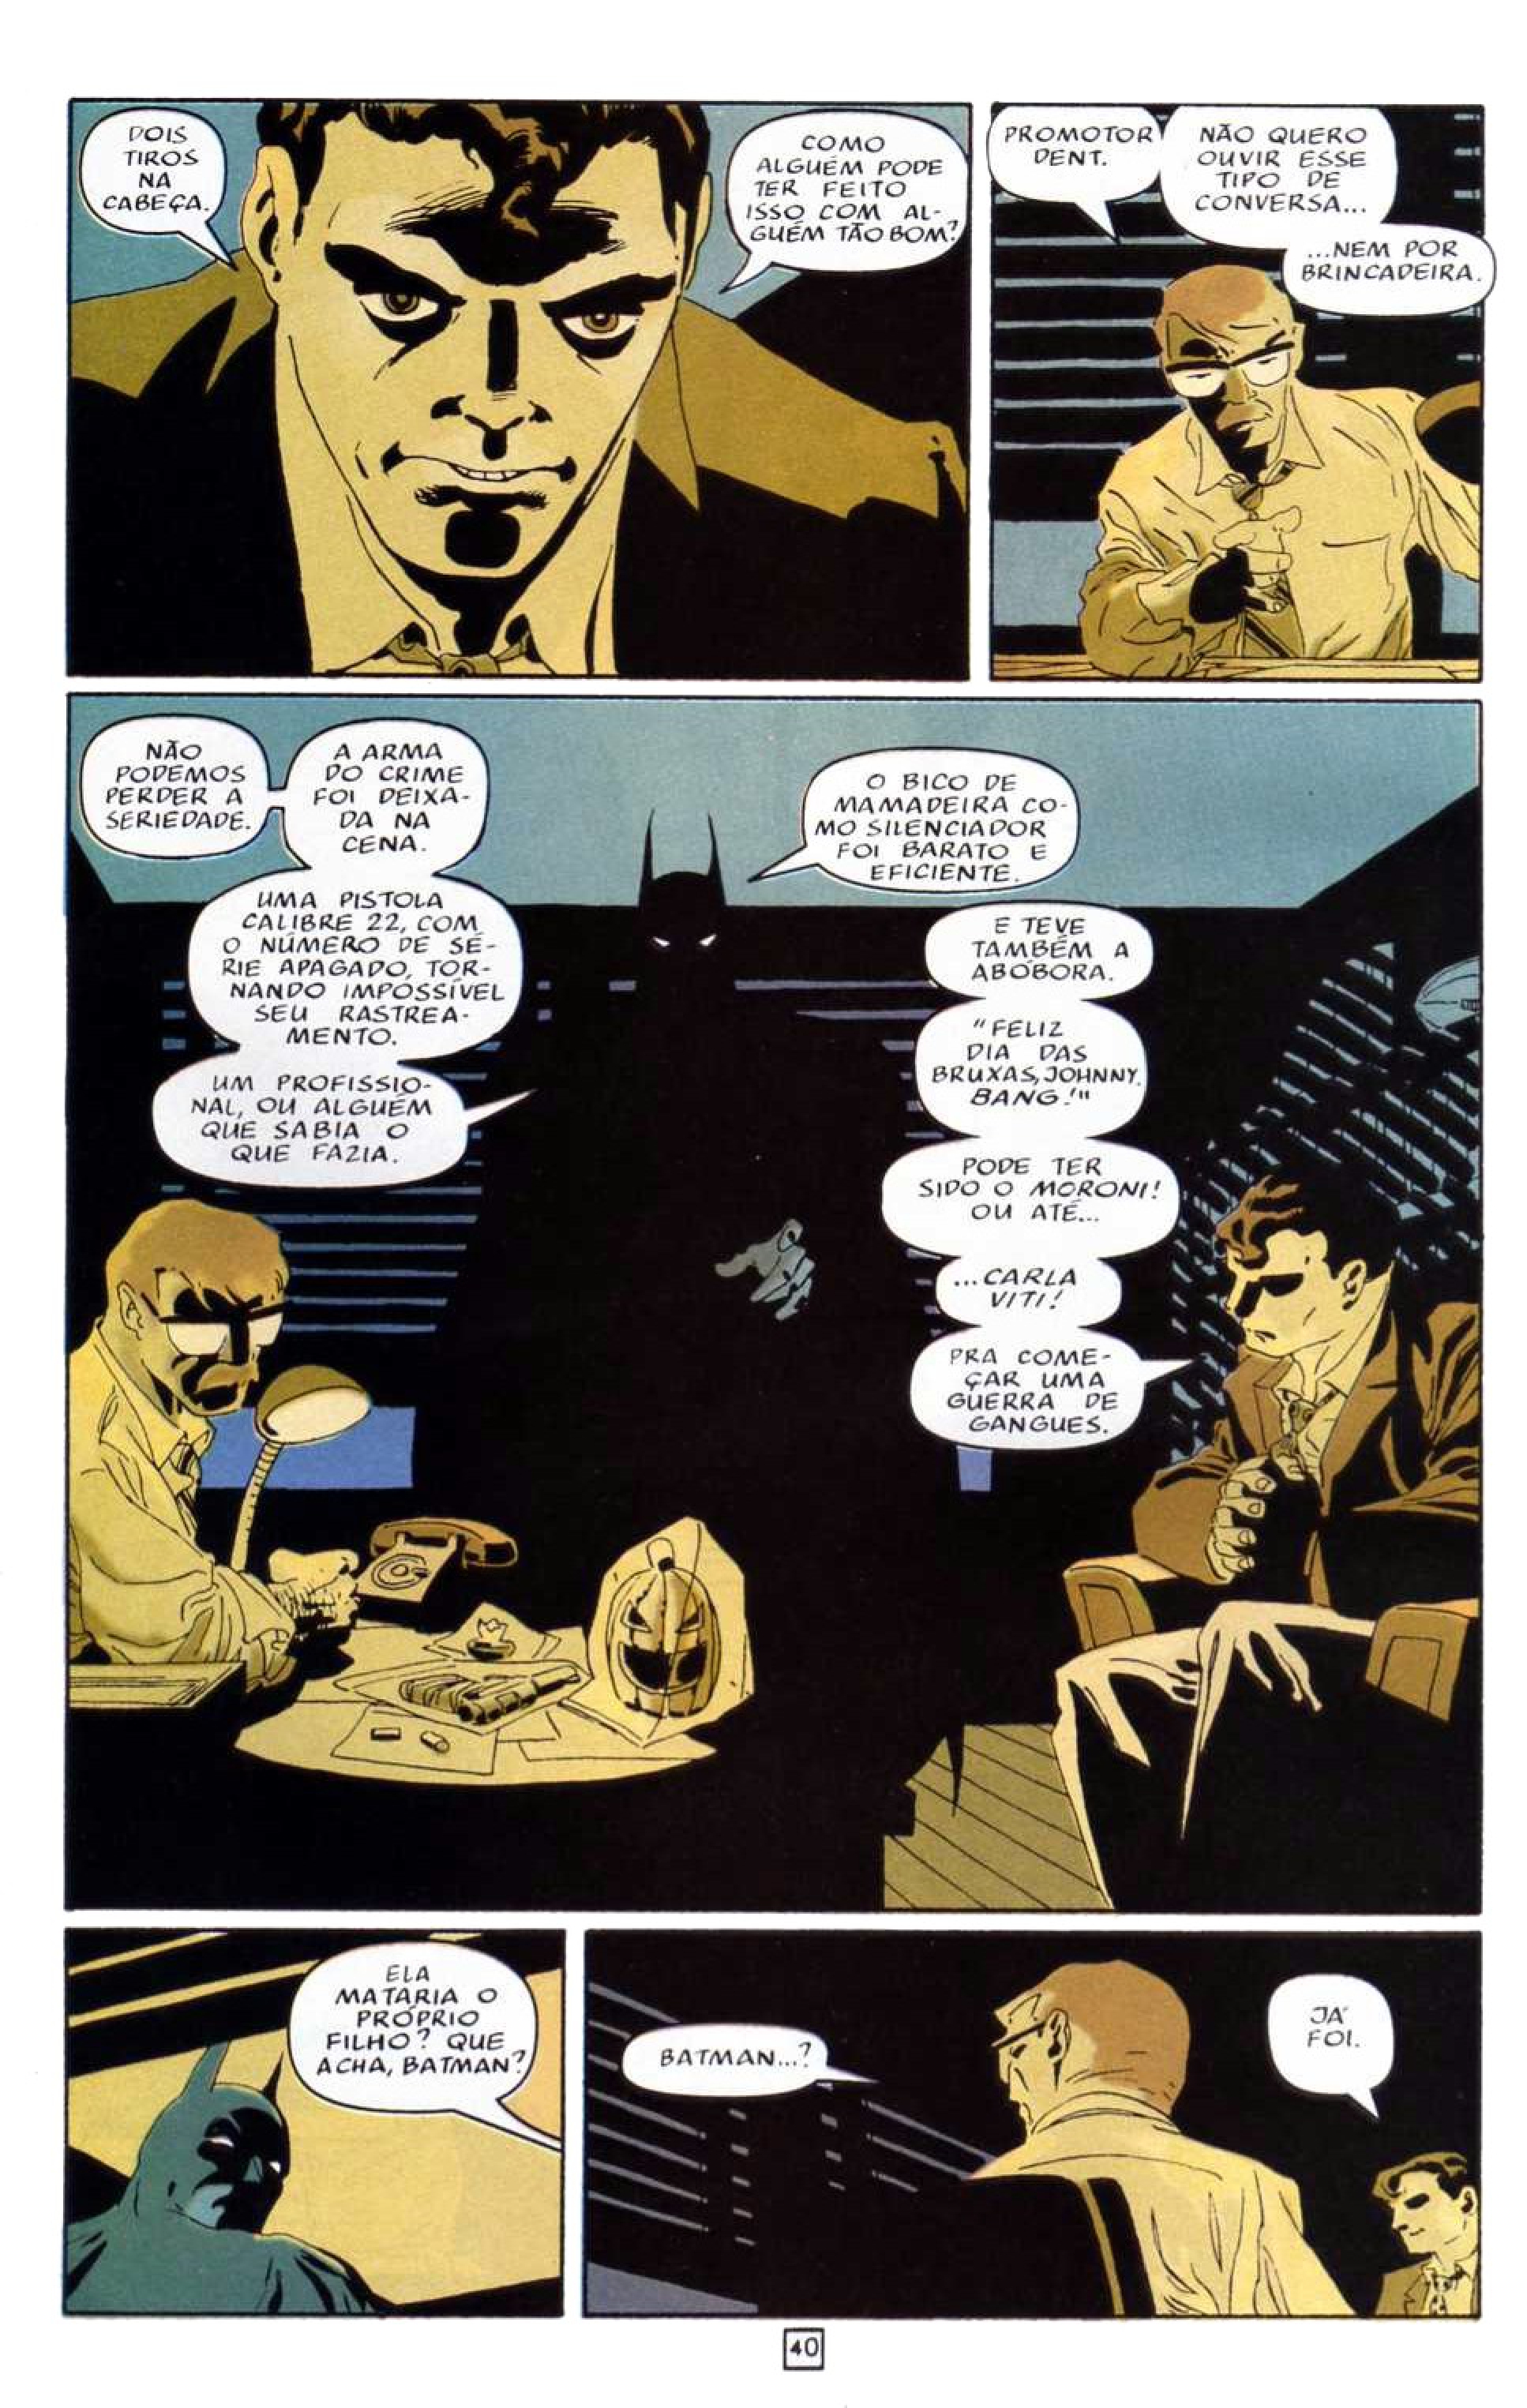 DOIS
TIROS
NA
CABEÇA.
COMO
ALGUÉM PODE
TER FEITO
ISSO COM AL-
GUÉM TÃO BOM?
PROMOTOR
DENT.
NÃO QUERO
OUVIR ESSE
TIPO DE
CONVERSA...
...NEM POR
BRINCADEIRA.
NÃO
PODEMOS
PERDER A
SERIEDADE.
A ARMA
DO CRIME
FOI DEIXA-
DA NA
CENA.
UMA PISTOLA
CALIBRE 22, COM
O NÚMERO DE SÉ-
RIE APAGADO, TOR-
NANDO IMPOSSÍVEL
SEU RASTREA-
MENTO.
UM PROFISSIO-
NAL, OU ALGUÉM
QUE SABIA O
QUE FAZIA.
O BICO DE
MAMADEIRA CO-
MO SILENCIADOR
FOI BARATO E
EFICIENTE.
E TEVE
TAMBÉM A
ABÓBORA.
"FELIZ
DIA DAS
BRUXAS, JOHNNY.
BANG!"
PODE TER
SIDO O MORONI!
OU ATÉ...
...CARLA
VITI!
PRA COME-
ÇAR UMA
GUERRA DE
GANGUES.
ELA
MATARIA O
PRÓPRIO
FILHO? QUE
ACHA, BATMAN?
BATMAN...?
JÁ
FOI.
40